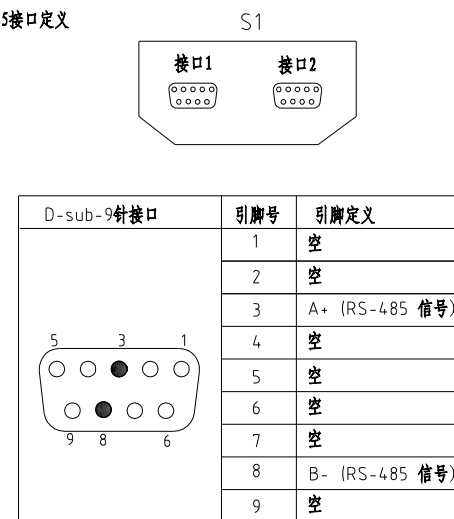 5接口定义
S1
接口1 接口2
D-sub-9针接口 引脚号 引脚定义
1 空
2 空
3 A+ (RS-485 信号)
4 空
5 空
6 空
7 空
8 B- (RS-485 信号)
9 空
5 3 1
9 8 6